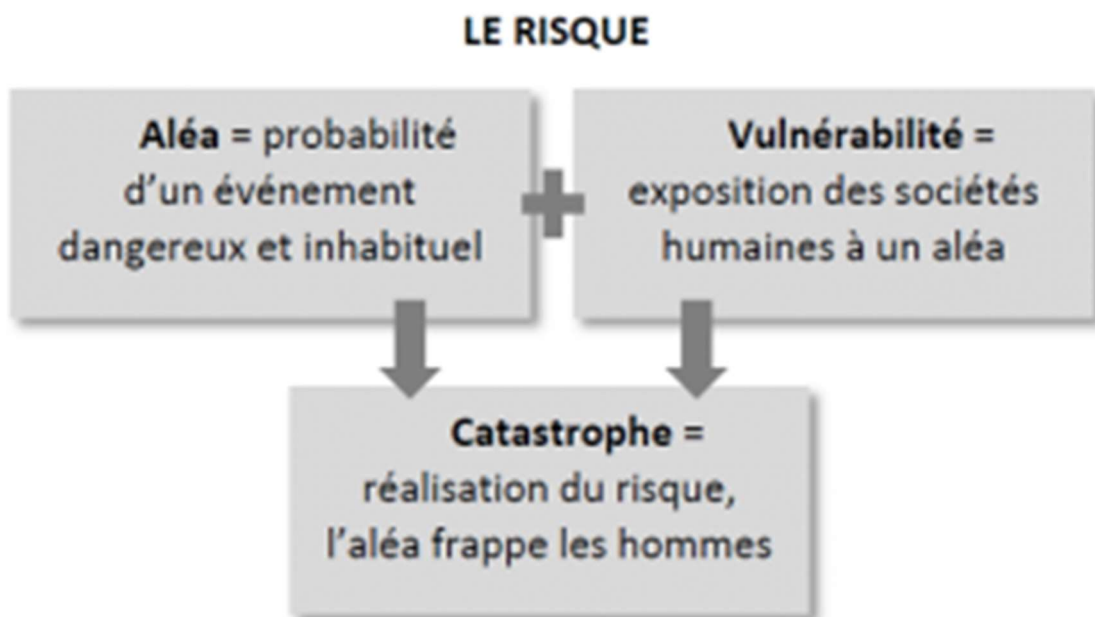 LE RISQUE
Aléa = probabilité
d'un événement
dangereux et inhabituel
Vulnérabilité =
exposition des sociétés
humaines à un aléa
Catastrophe =
réalisation du risque,
l'aléa frappe les hommes